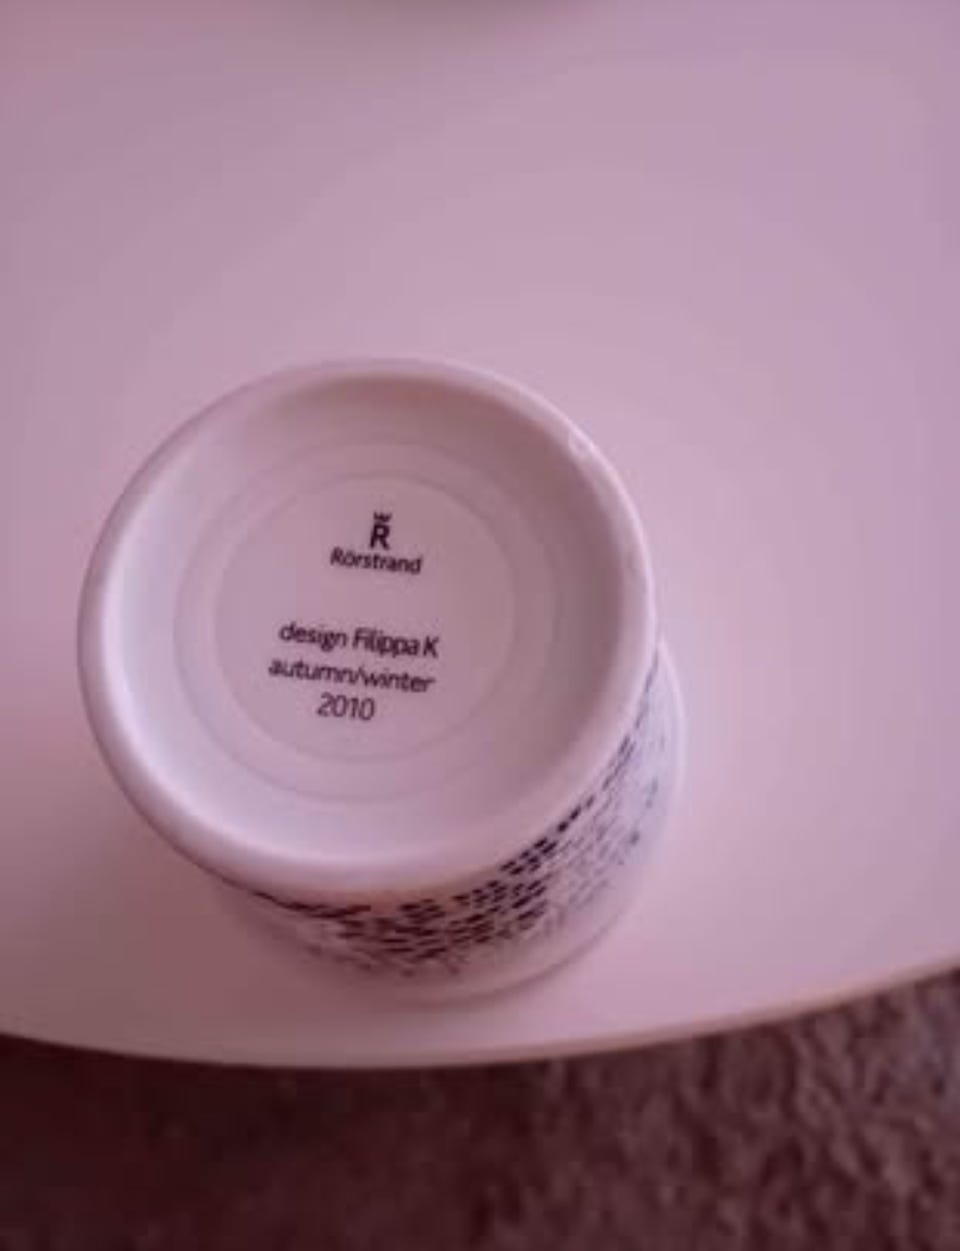 R
Rörstrand
design Filippa K
autumn/winter
2010